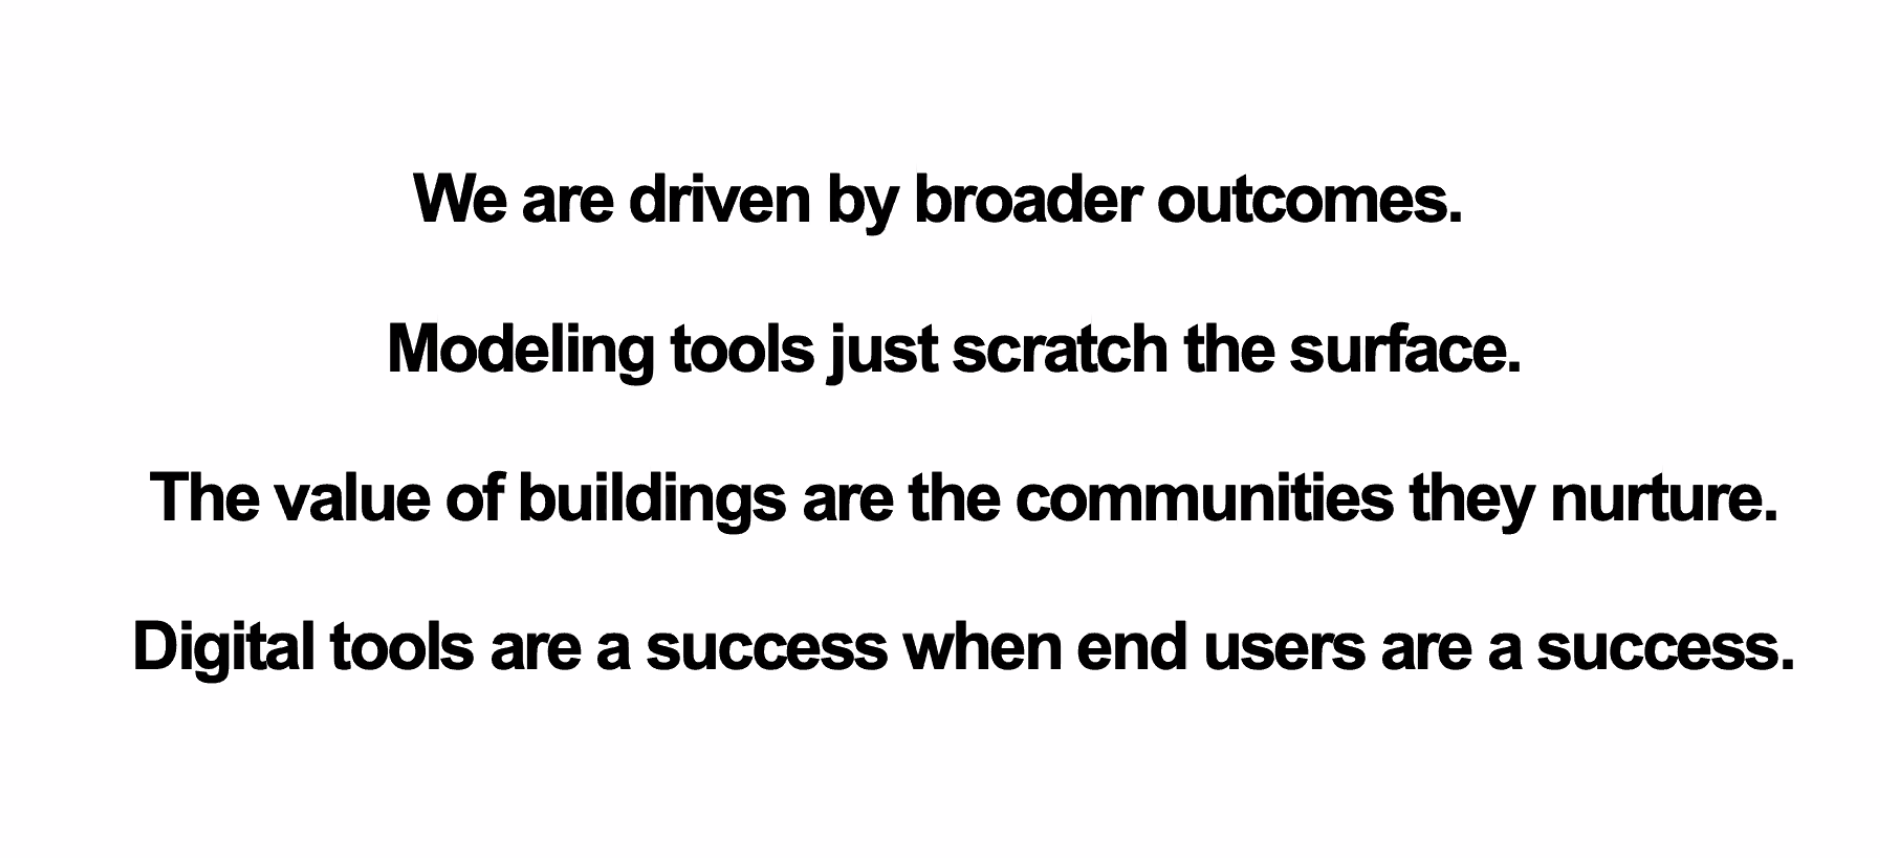 We are driven by broader outcomes.
Modeling tools just scratch the surface.
The value of buildings are the communities they nurture.
Digital tools are a success when end users are a success.